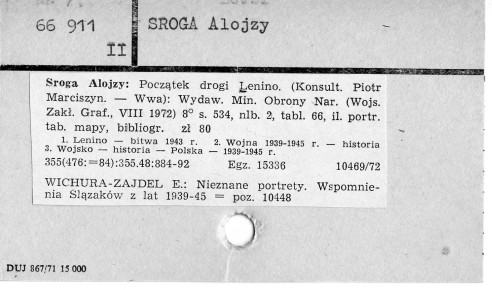 66 911
II
SROGA Alojzy
Sroga Alojzy: Początek drogi Lenino. (Konsult. Piotr
Marciszyn. — Wwa): Wydaw. Min. Obrony Nar. (Wojs.
Zakł. Graf., VIII 1972) 8° s. 534, nlb. 2, tabl. 66, il. portr.
tab. mapy, bibliogr. zł 80
1. Lenino — bitwa 1943 r. 2. Wojna 1939-1945 r. — historia
3. Wojsko — historia — Polska — 1939-1945 r.
355(476:=84):355.48:884-92 Egz. 15336 10469/72
WICHURA-ZAJDEL E.: Nieznane portrety. Wspomnie-
nia Ślązaków z lat 1939-45 = poz. 10448
DUJ 867/71 15 000